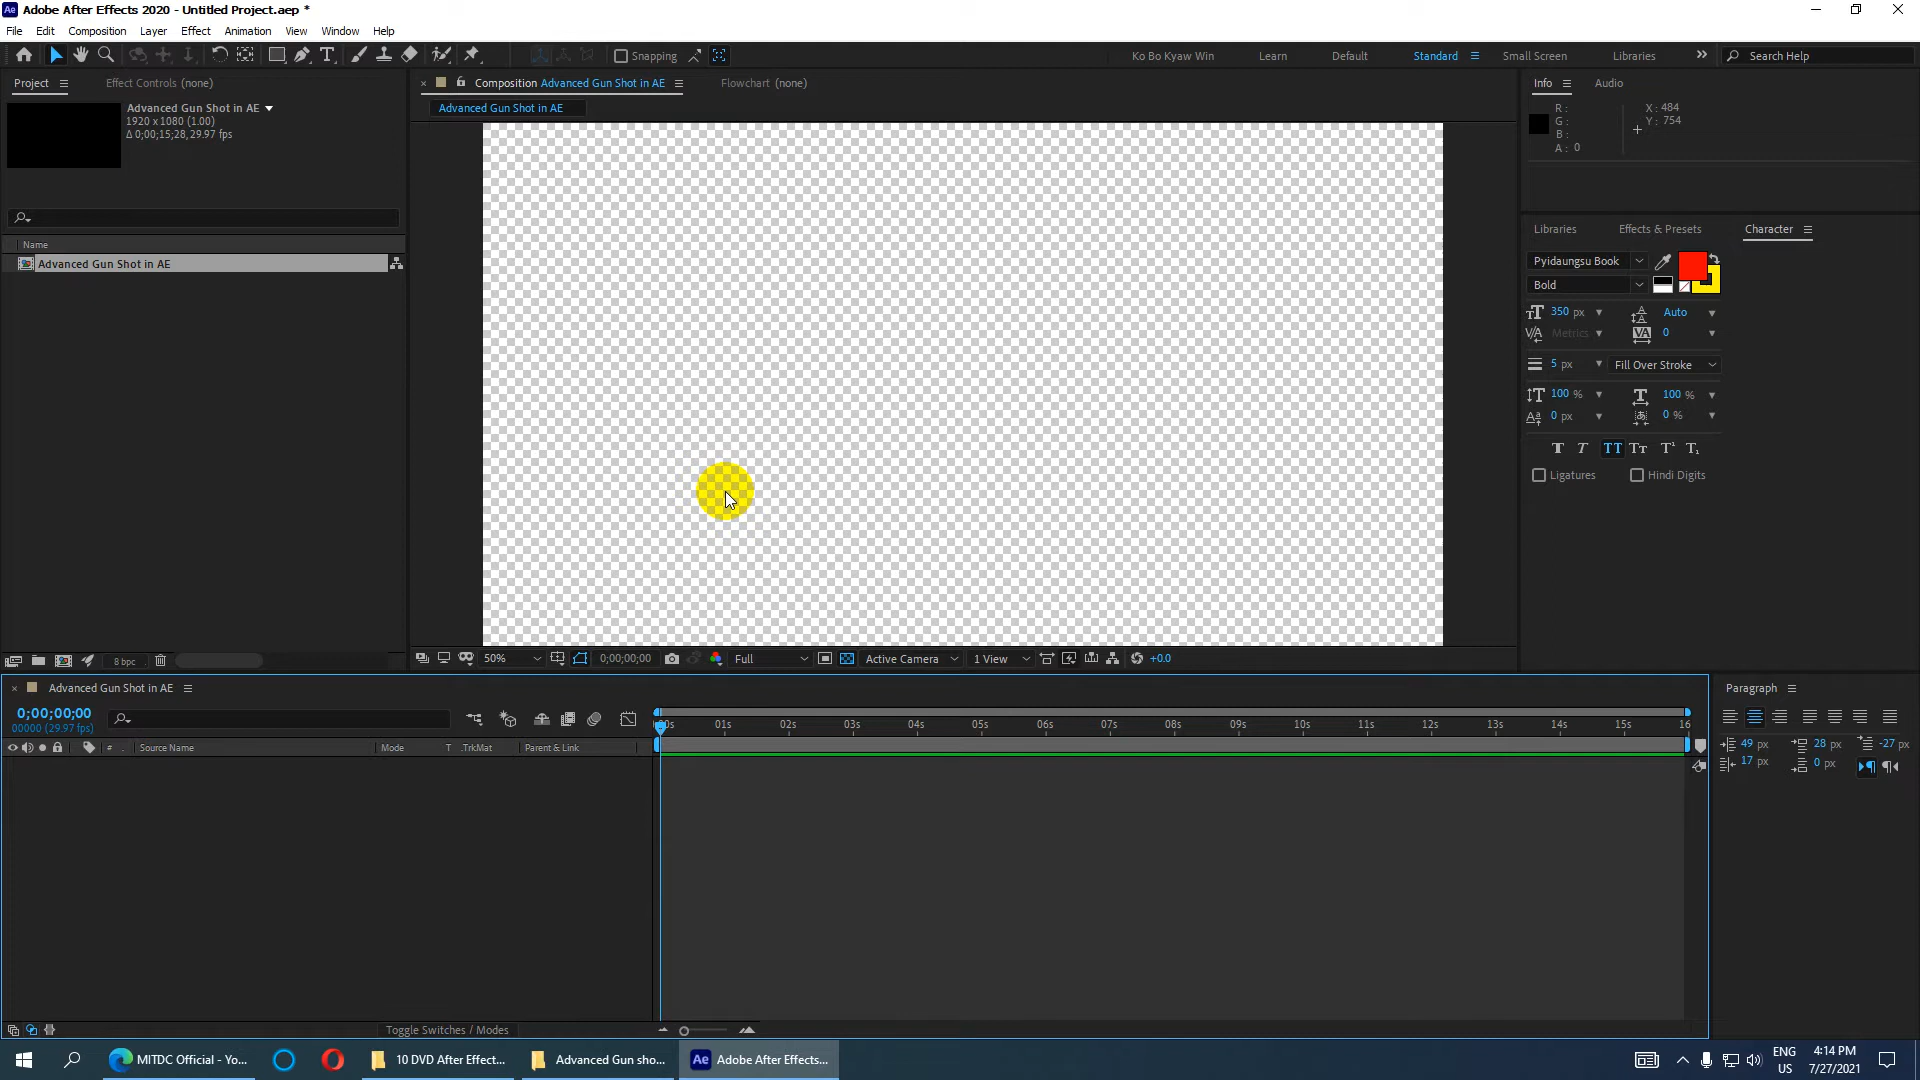 Adobe After Effects 2020 - Untitled Project.aep *
File Edit Composition Layer Effect Animation View Window Help
Snapping
Ko Bo Kyaw Win Learn Default Standard Small Screen Libraries Search Help
Project Effect Controls (none)
Composition Advanced Gun Shot in AE Flowchart (none)
Info Audio
Advanced Gun Shot in AE
1920 x 1080 (1.00)
Δ 0;00;15;28, 29.97 fps
Advanced Gun Shot in AE
R :
G :
B :
A : 0
X : 484
Y : 754
Name
Advanced Gun Shot in AE
Libraries Effects & Presets Character
Pyidaungsu Book
Bold
350 px Auto
Metrics 0
5 px Fill Over Stroke
100 % 100 %
0 px 0 %
Ligatures Hindi Digits
8 bpc
50% 0;00;00;00 Full Active Camera 1 View +0.0
Advanced Gun Shot in AE
0;00;00;00
00000 (29.97 fps)
00s 01s 02s 03s 04s 05s 06s 07s 08s 09s 10s 11s 12s 13s 14s 15s 16
# Source Name Mode T .TrkMat Parent & Link
Paragraph
49 px 28 px -27 px
17 px 0 px
Toggle Switches / Modes
MITDC Official - Yo... 10 DVD After Effect... Advanced Gun sho... Adobe After Effects...
ENG
US
4:14 PM
7/27/2021